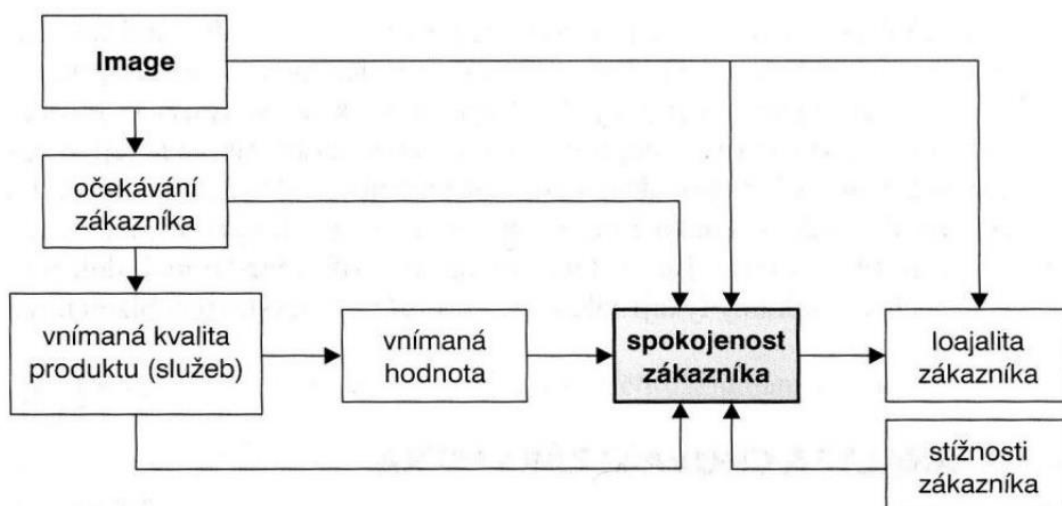 Image
očekávání
zákazníka
vnímaná kvalita
produktu (služeb)
vnímaná
hodnota
spokojenost
zákazníka
loajalita
zákazníka
stížnosti
zákazníka